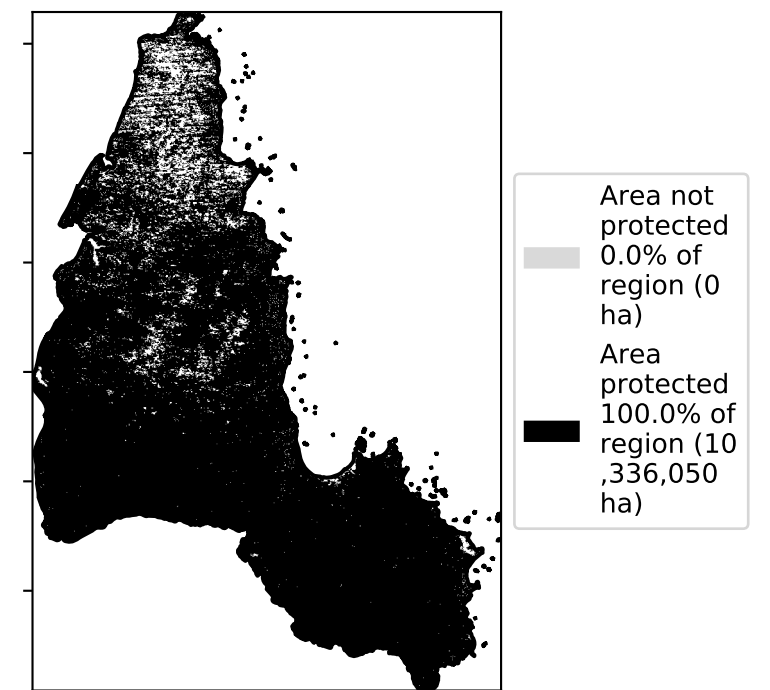 Area not
protected
0.0% of
region (0
ha)
Area
protected
100.0% of
region (10
,336,050
ha)